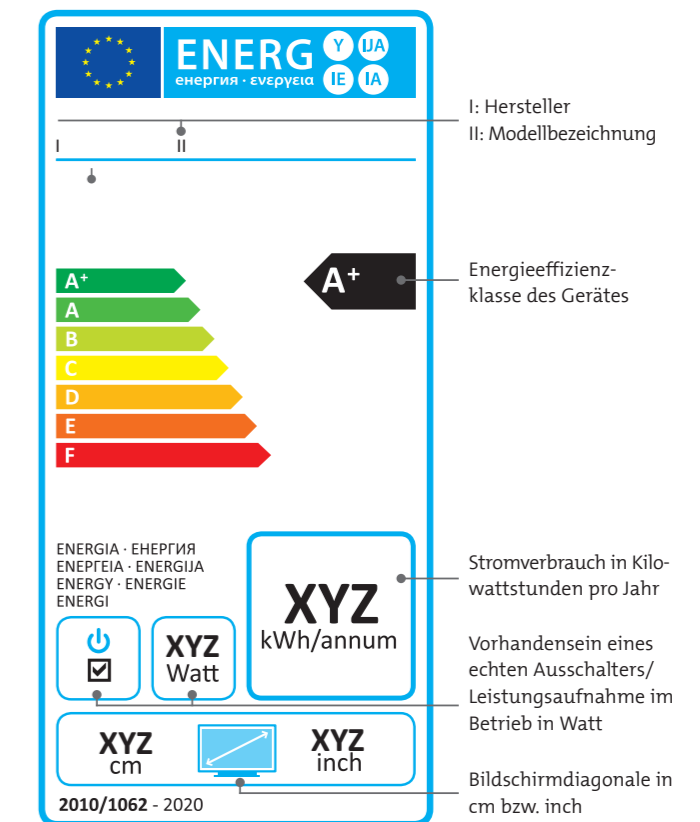 ENERG Y IJA
енергия · ενεργεια IE IA
I: Hersteller
II: Modellbezeichnung
I II
A+
A
B
C
D
E
F
A+
Energieeffizienz-
klasse des Gerätes
ENERGIA · ЕНЕРГИЯ
ΕΝΕΡΓΕΙΑ · ENERGIJA
ENERGY · ENERGIE
ENERGI
XYZ
kWh/annum
Stromverbrauch in Kilo-
wattstunden pro Jahr
XYZ
Watt
Vorhandensein eines
echten Ausschalters/
Leistungsaufnahme im
Betrieb in Watt
XYZ
cm
XYZ
inch
Bildschirmdiagonale in
cm bzw. inch
2010/1062 - 2020